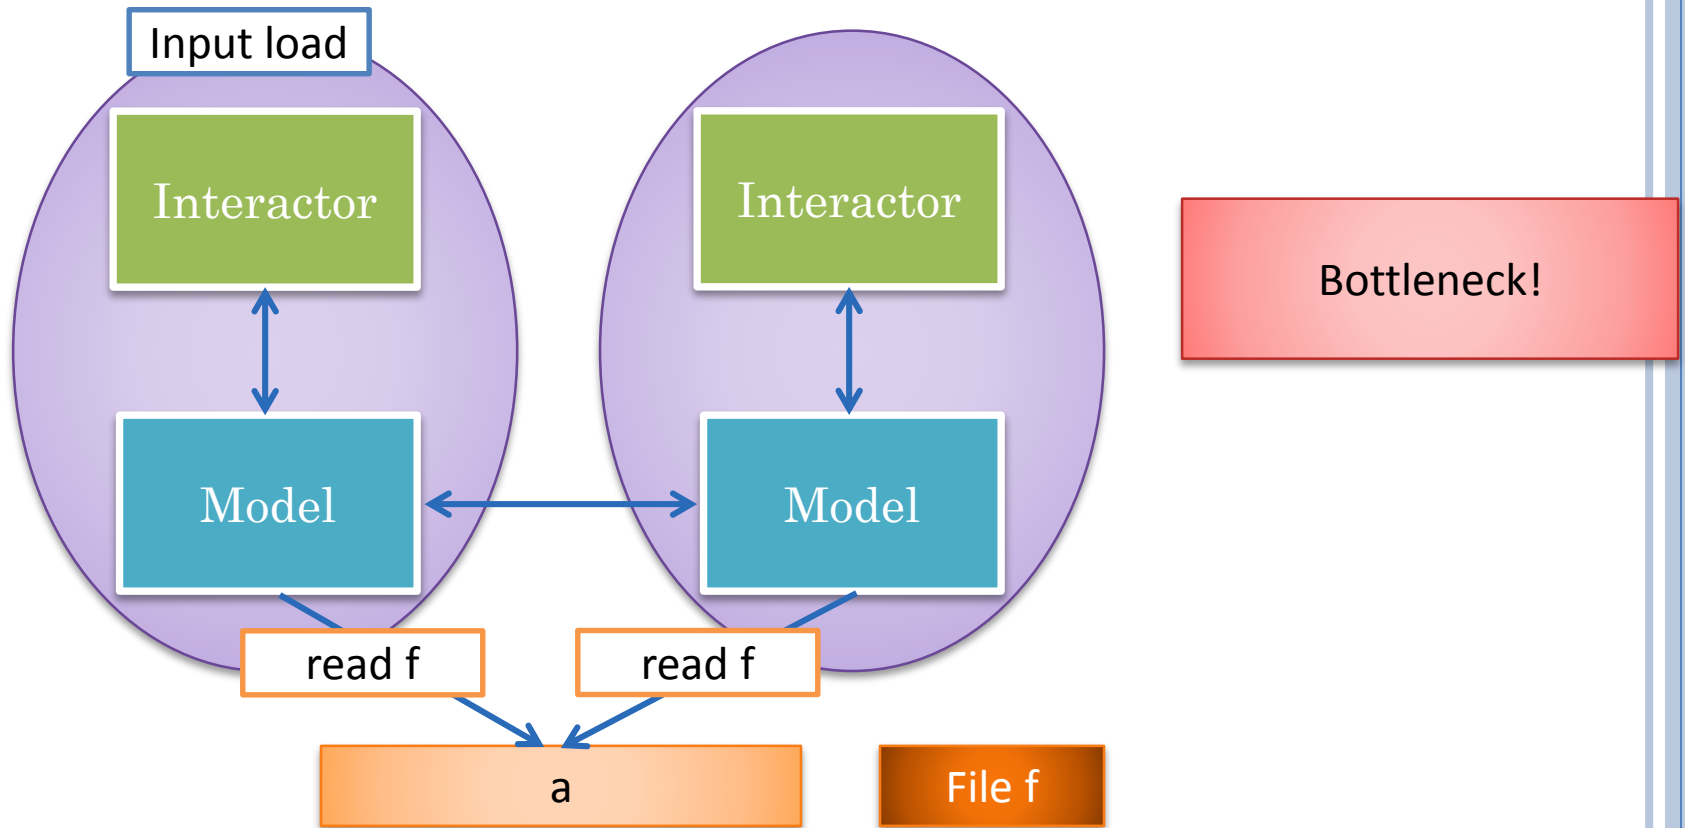 Input load
Interactor
Interactor
Bottleneck!
Model
Model
read f
read f
a
File f